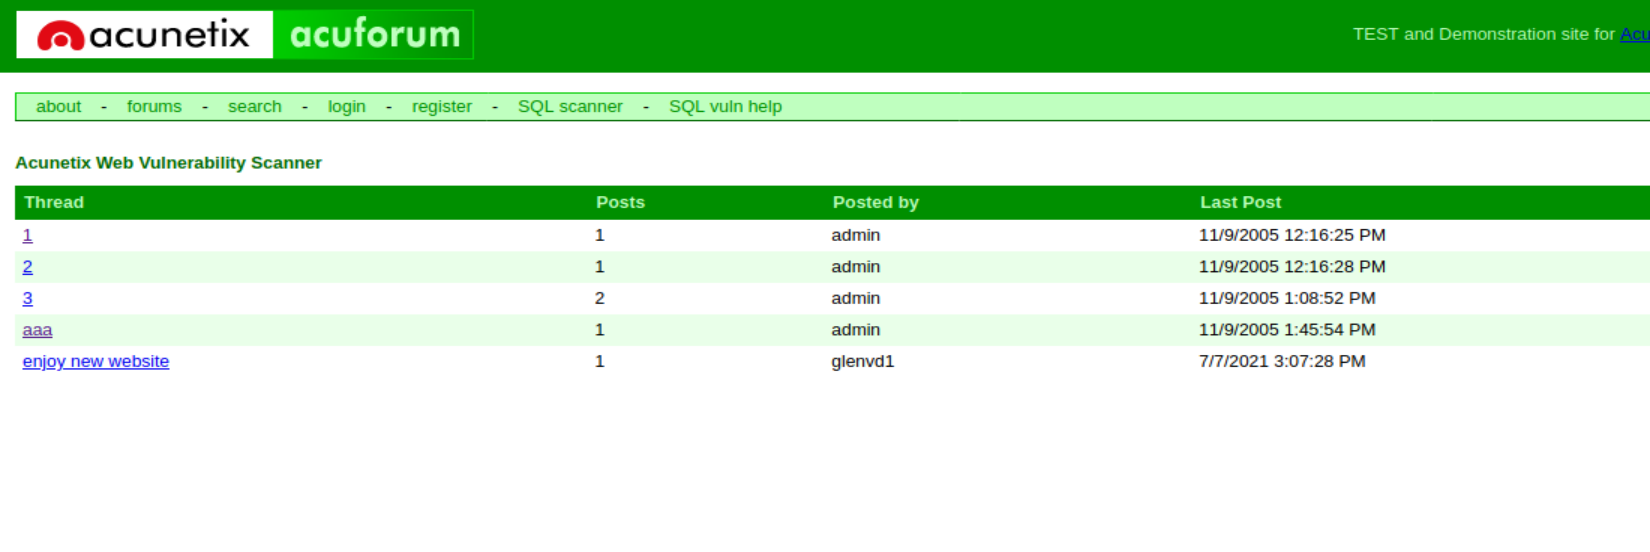 acunetix acuforum TEST and Demonstration site for Acu
about - forums - search - login - register - SQL scanner - SQL vuln help
Acunetix Web Vulnerability Scanner
Thread Posts Posted by Last Post
1 1 admin 11/9/2005 12:16:25 PM
2 1 admin 11/9/2005 12:16:28 PM
3 2 admin 11/9/2005 1:08:52 PM
aaa 1 admin 11/9/2005 1:45:54 PM
enjoy new website 1 glenvd1 7/7/2021 3:07:28 PM